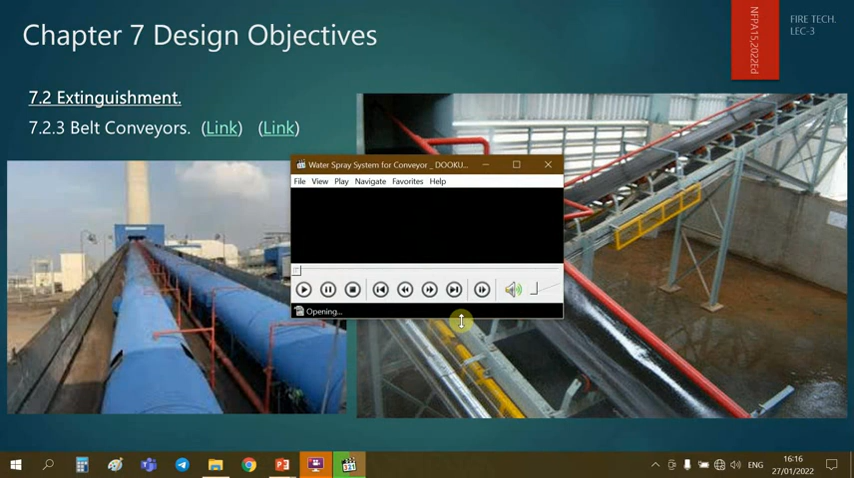 Chapter 7 Design Objectives
NFPA15,2022Ed
FIRE TECH.
LEC-3
7.2 Extinguishment.
7.2.3 Belt Conveyors. (Link) (Link)
Water Spray System for Conveyor _ DOOKU...
File View Play Navigate Favorites Help
Opening...
321
ENG
16:16
27/01/2022